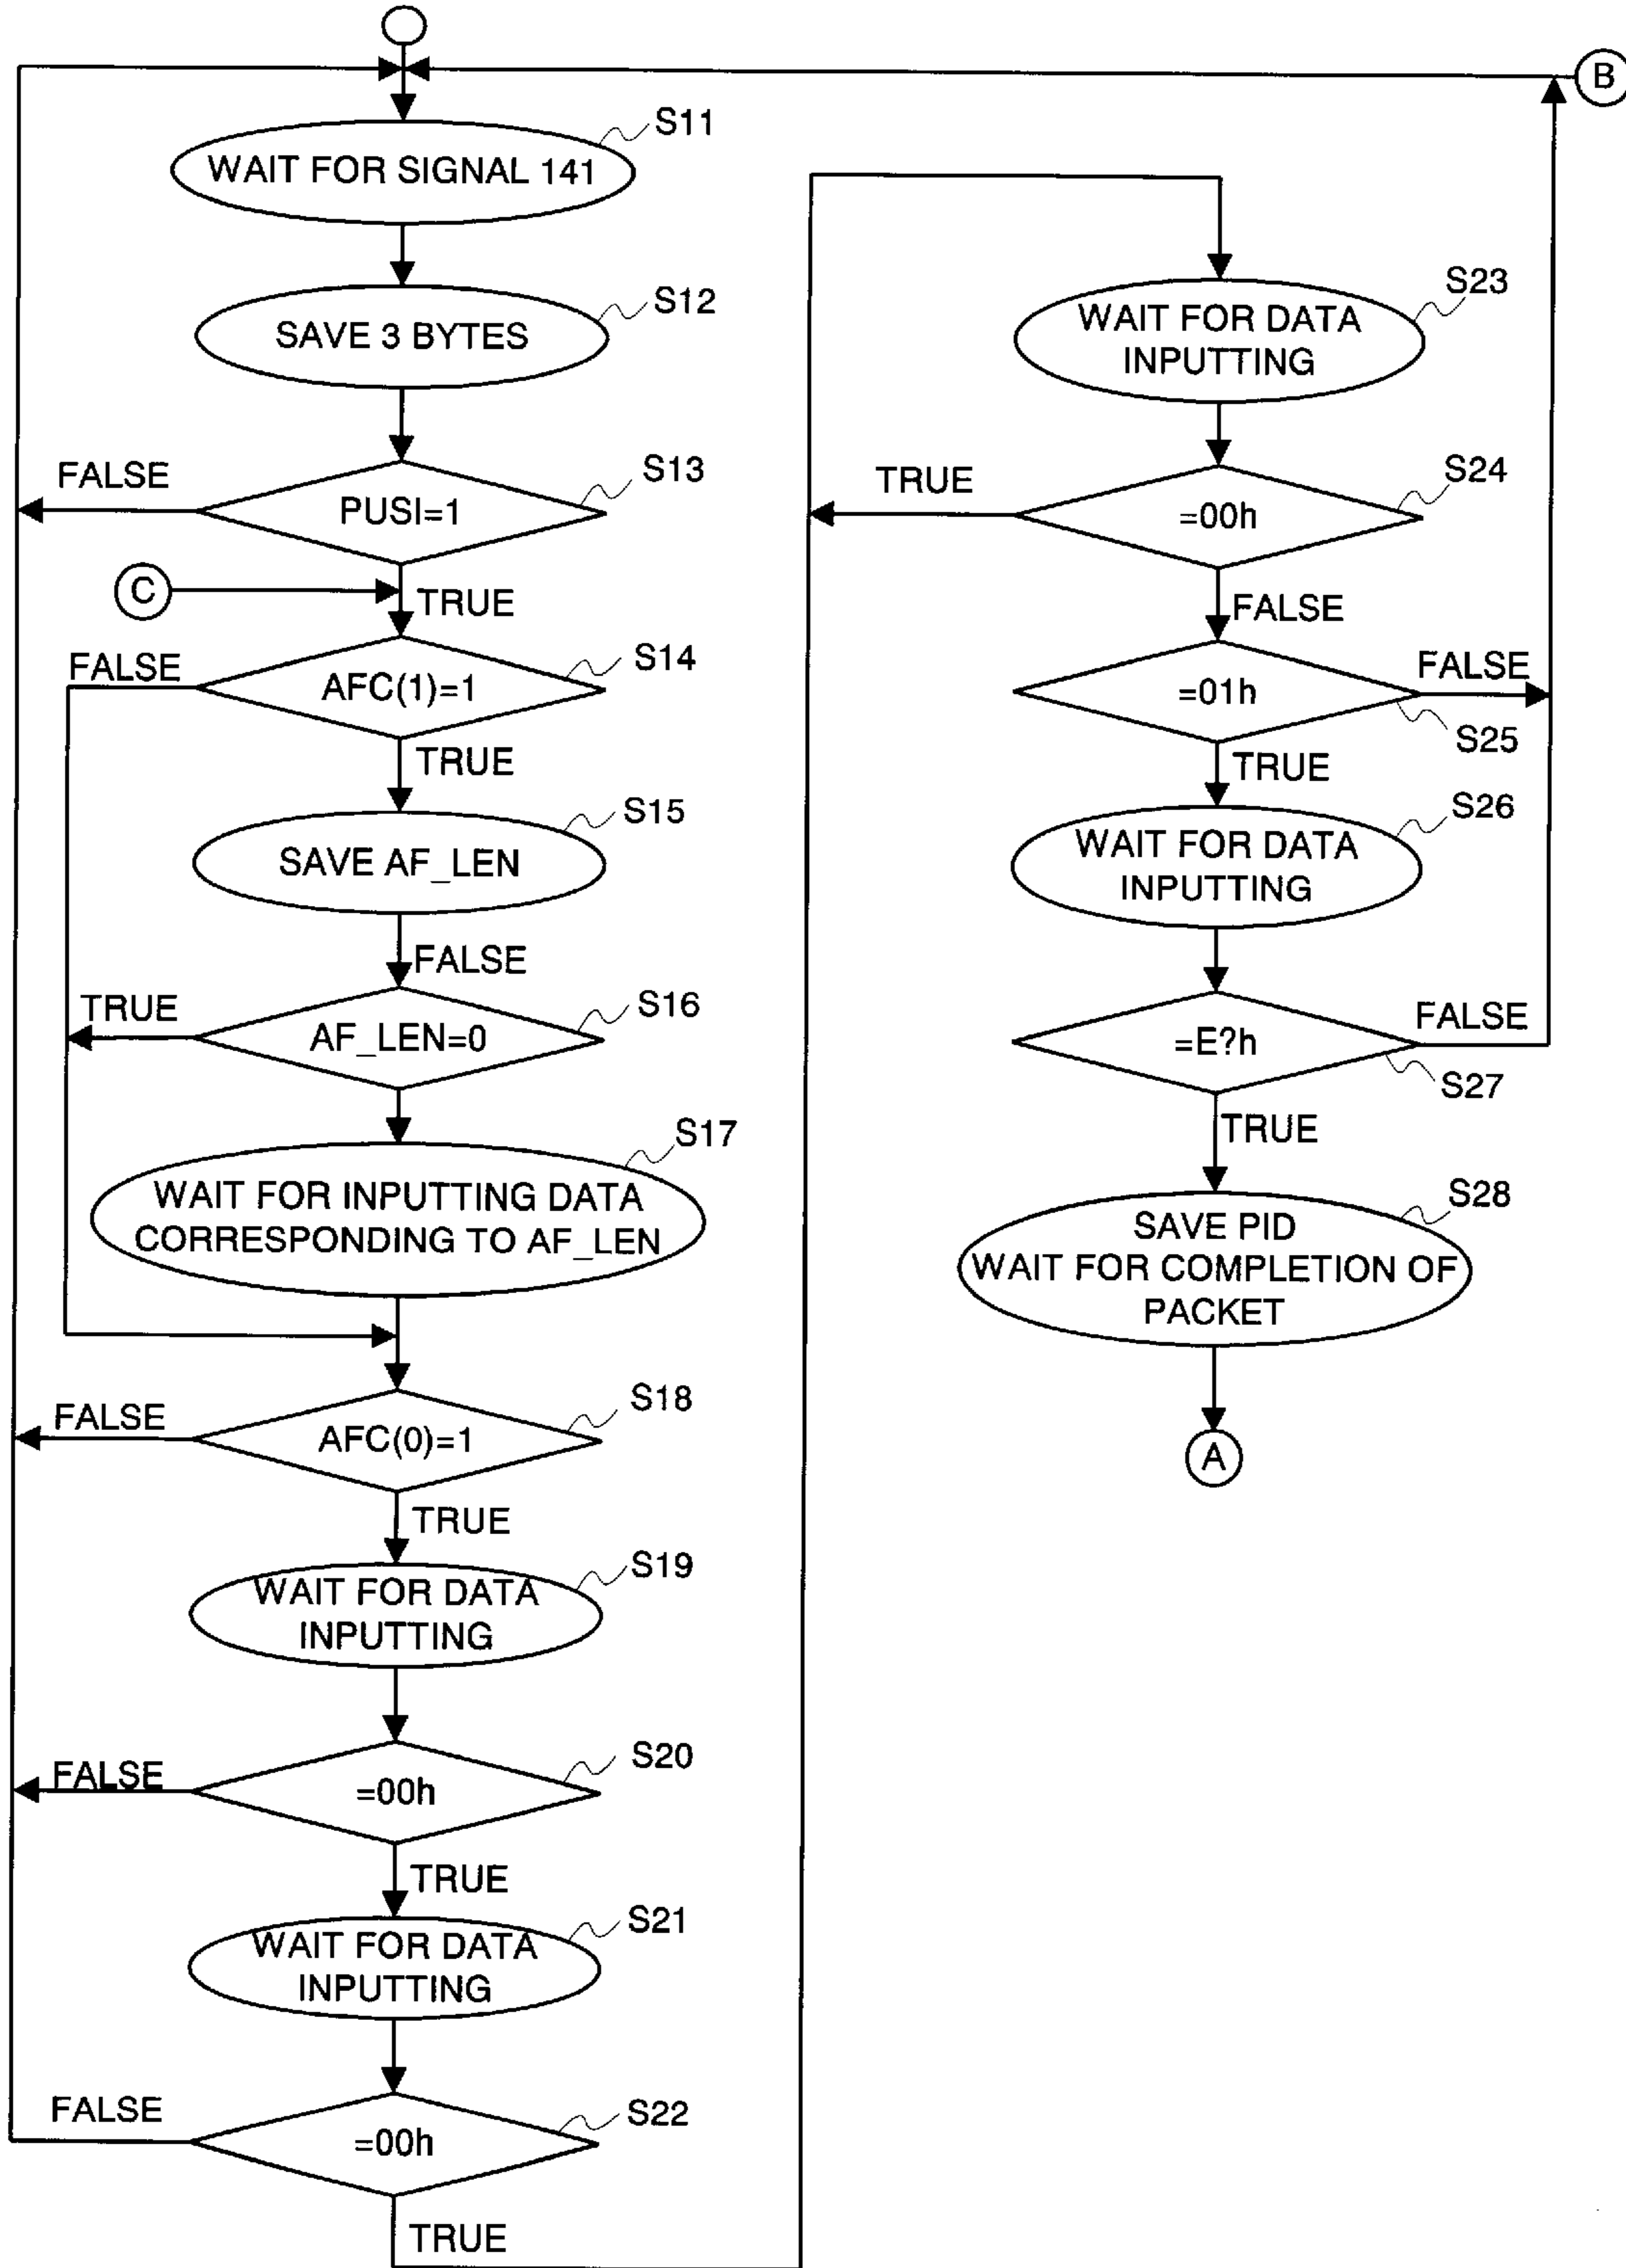 B
S11
WAIT FOR SIGNAL 141
S12
SAVE 3 BYTES
S13
FALSE
PUSI=1
C
TRUE
S14
FALSE
AFC(1)=1
TRUE
S15
SAVE AF_LEN
FALSE
S16
TRUE
AF_LEN=0
S17
WAIT FOR INPUTTING DATA
CORRESPONDING TO AF_LEN
S18
FALSE
AFC(0)=1
TRUE
S19
WAIT FOR DATA
INPUTTING
S20
FALSE
=00h
TRUE
S21
WAIT FOR DATA
INPUTTING
S22
FALSE
=00h
TRUE
S23
WAIT FOR DATA
INPUTTING
S24
TRUE
=00h
FALSE
=01h
FALSE
S25
TRUE
S26
WAIT FOR DATA
INPUTTING
=E?h
FALSE
S27
TRUE
S28
SAVE PID
WAIT FOR COMPLETION OF
PACKET
A